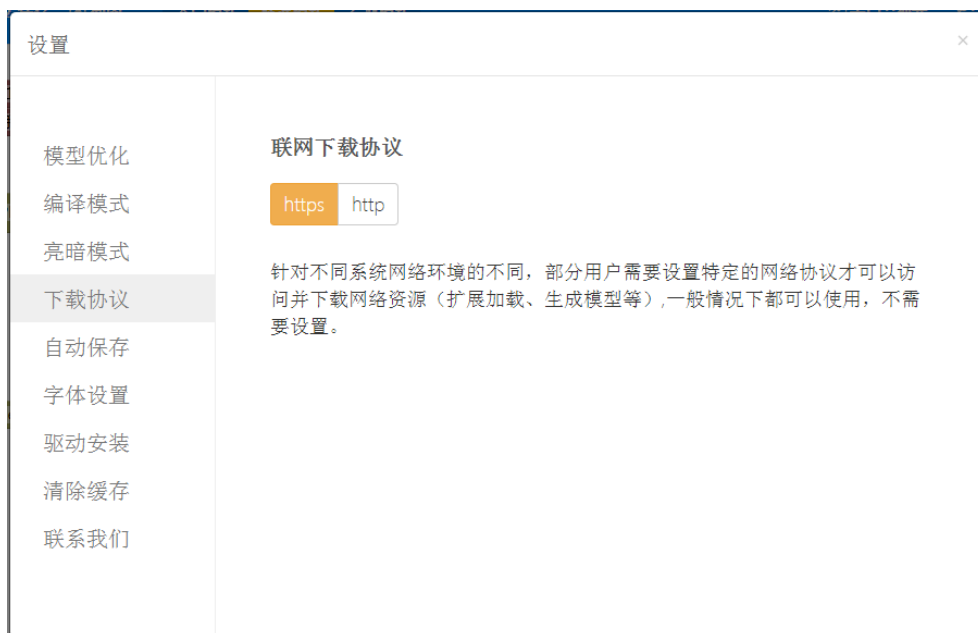 设置
×
模型优化
编译模式
亮暗模式
下载协议
自动保存
字体设置
驱动安装
清除缓存
联系我们
联网下载协议
https http
针对不同系统网络环境的不同，部分用户需要设置特定的网络协议才可以访
问并下载网络资源（扩展加载、生成模型等）,一般情况下都可以使用，不需
要设置。